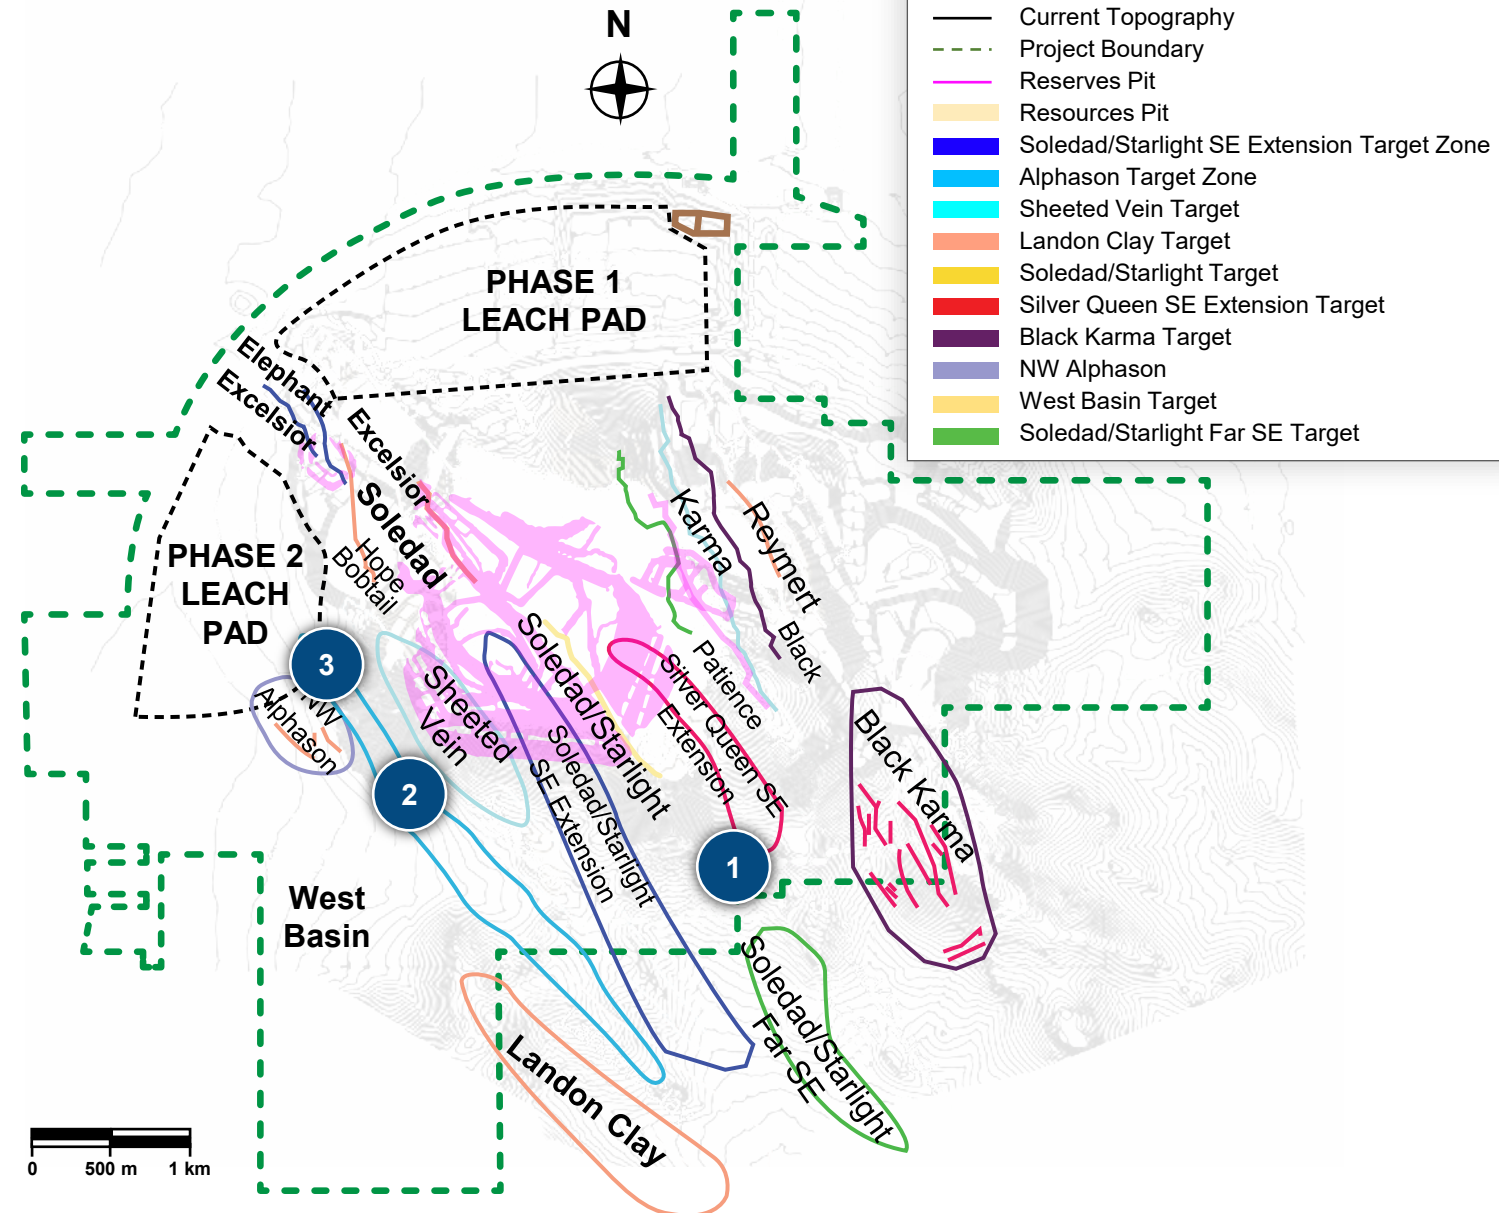 N
Current Topography
Project Boundary
Reserves Pit
Resources Pit
Soledad/Starlight SE Extension Target Zone
Alphason Target Zone
Sheeted Vein Target
Landon Clay Target
Soledad/Starlight Target
Silver Queen SE Extension Target
Black Karma Target
NW Alphason
West Basin Target
Soledad/Starlight Far SE Target
PHASE 1
LEACH PAD
Elephant
Excelsior
Excelsior
Soledad
Hope
Bobtail
PHASE 2
LEACH
PAD
Karma
Reymert
Black
Patience
Soledad/Starlight
Silver Queen SE
Extension
Sheeted
Vein
Soledad/Starlight
SE Extension
3
NW
Alphason
2
1
Black Karma
West
Basin
Soledad/Starlight
Far SE
Landon Clay
0
500 m
1 km